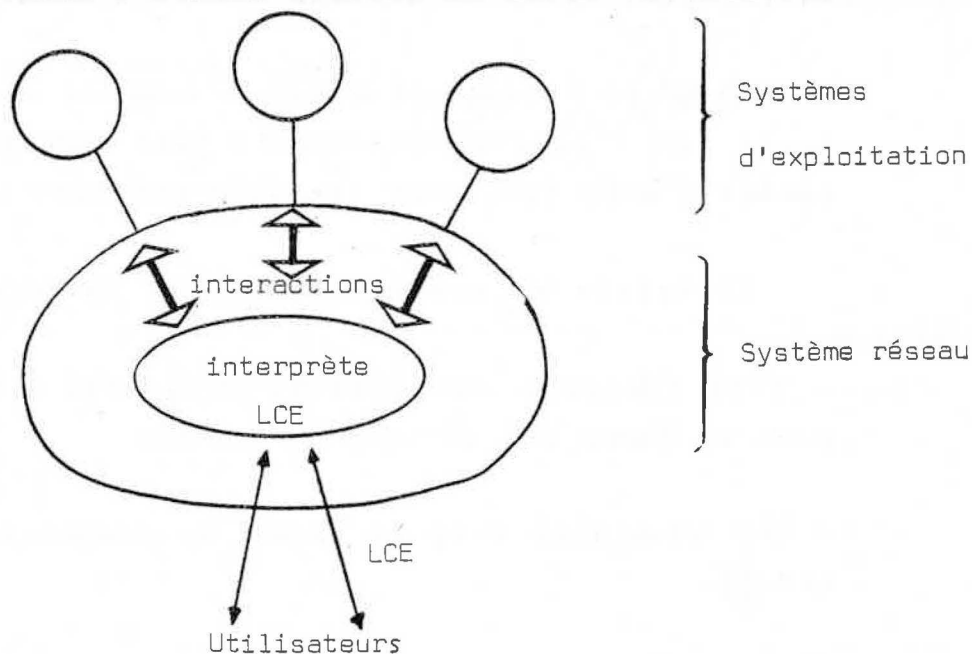 Systèmes
d'exploitation
interactions
interprète
LCE
Système réseau
LCE
Utilisateurs